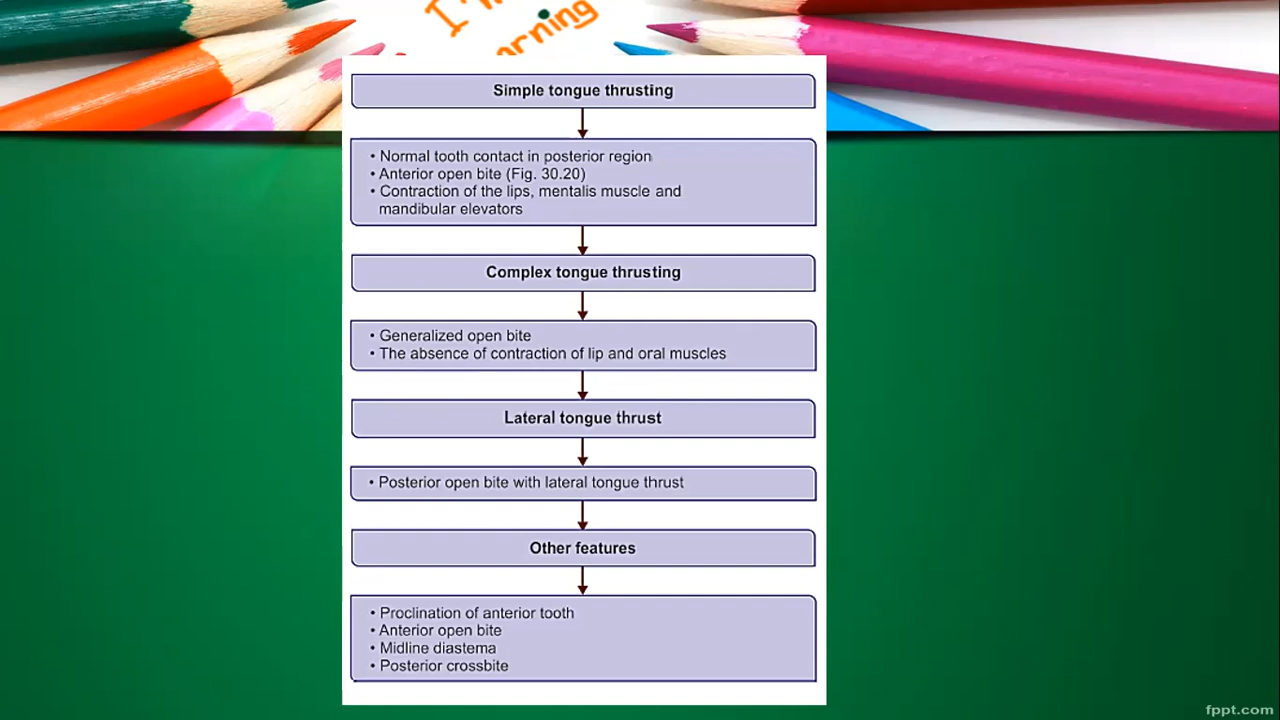 I'm
Simple tongue thrusting
• Normal tooth contact in posterior region
• Anterior open bite (Fig. 30.20)
• Contraction of the lips, mentalis muscle and
mandibular elevators
Complex tongue thrusting
• Generalized open bite
• The absence of contraction of lip and oral muscles
Lateral tongue thrust
• Posterior open bite with lateral tongue thrust
Other features
• Proclination of anterior tooth
• Anterior open bite
• Midline diastema
• Posterior crossbite
fppt.com